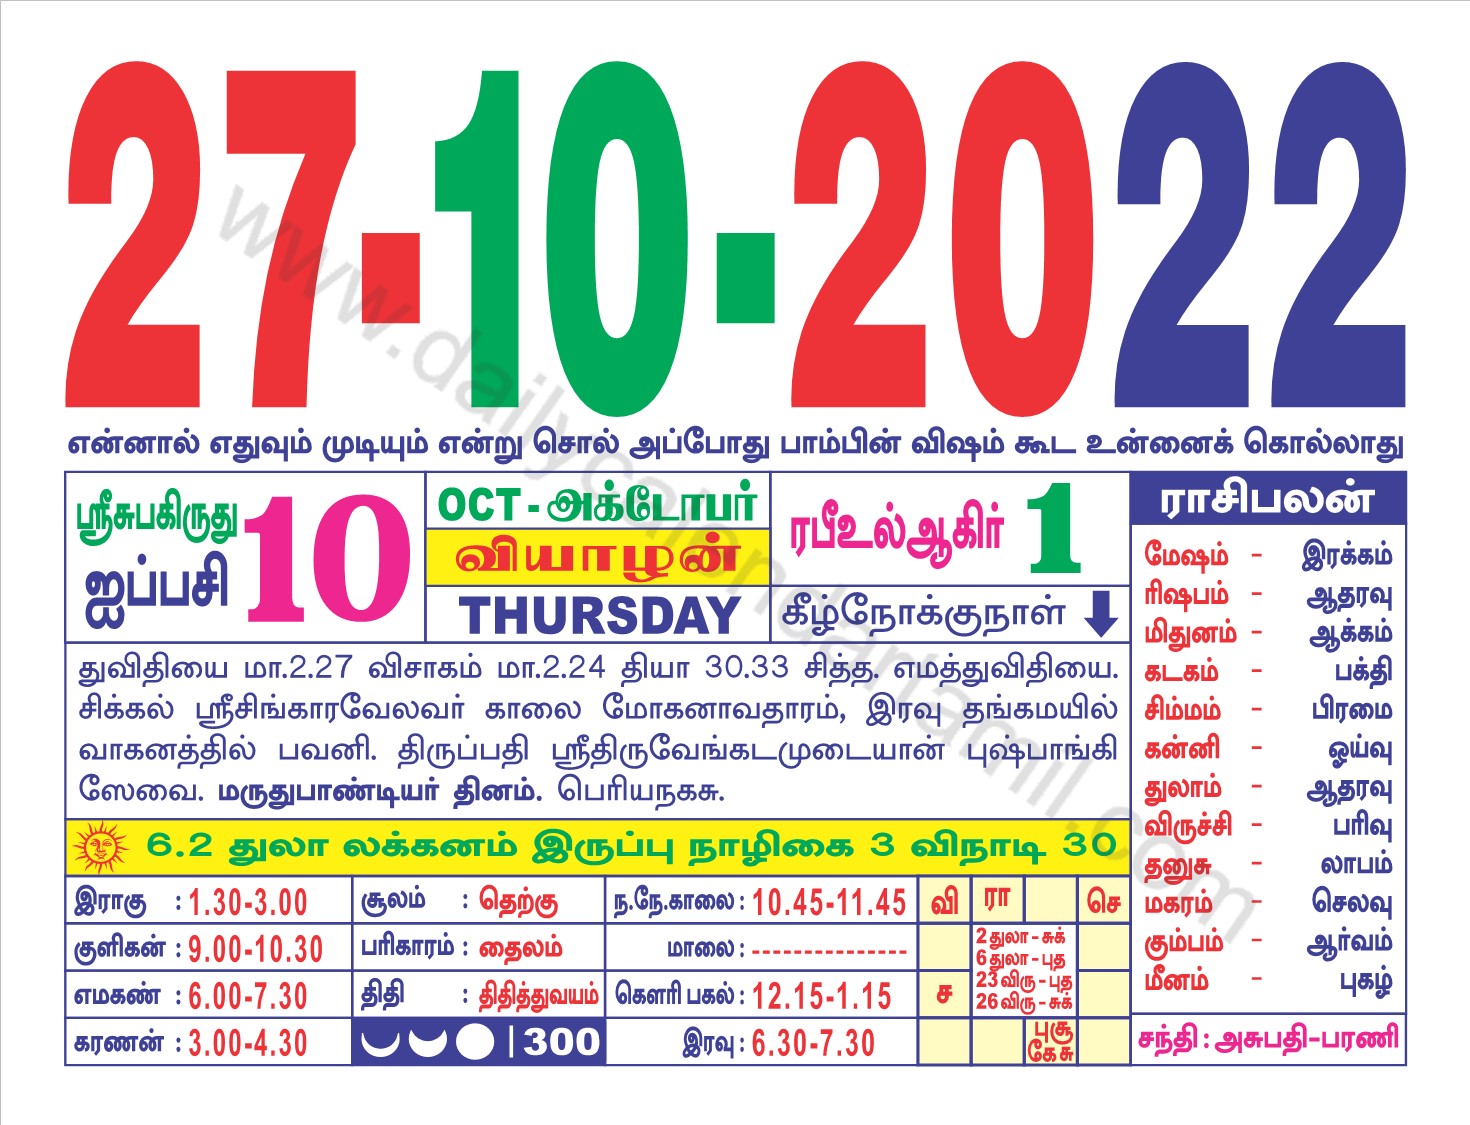 27-10-2022
என்னால் எதுவும் முடியும் என்று சொல் அப்போது பாம்பின் விஷம் கூட உன்னைக் கொல்லாது
ஸ்ரீசுபகிருது
ஐப்பசி
10
OCT - அக்டோபர்
வியாழன்
THURSDAY
ரபீஉல்ஆகிர் 1
கீழ்நோக்குநாள்
துவிதியை மா.2.27 விசாகம் மா.2.24 தியா 30.33 சித்த. எமத்துவிதியை.
சிக்கல் ஸ்ரீசிங்காரவேலவர் காலை மோகனாவதாரம், இரவு தங்கமயில்
வாகனத்தில் பவனி. திருப்பதி ஸ்ரீதிருவேங்கடமுடையான் புஷ்பாங்கி
ஸேவை. மருதுபாண்டியர் தினம். பெரியநகசு.
6.2 துலா லக்கனம் இருப்பு நாழிகை 3 விநாடி 30
இராகு : 1.30-3.00
குளிகன் : 9.00-10.30
எமகண் : 6.00-7.30
கரணன் : 3.00-4.30
சூலம் : தெற்கு
பரிகாரம் : தைலம்
திதி : திதித்துவயம்
300
ந.நே.காலை : 10.45-11.45
மாலை : ---------------
கௌரி பகல் : 12.15-1.15
இரவு : 6.30-7.30
வி ரா செ
2 துலா - சுக்
6 துலா - புத
23 விரு - புத
26 விரு - சுக்
ச
பு சூ
கே சு
ராசிபலன்
மேஷம் - இரக்கம்
ரிஷபம் - ஆதரவு
மிதுனம் - ஆக்கம்
கடகம் - பக்தி
சிம்மம் - பிரமை
கன்னி - ஓய்வு
துலாம் - ஆதரவு
விருச்சி - பரிவு
தனுசு - லாபம்
மகரம் - செலவு
கும்பம் - ஆர்வம்
மீனம் - புகழ்
சந்தி : அசுபதி-பரணி
www.dailycalendartamil.com